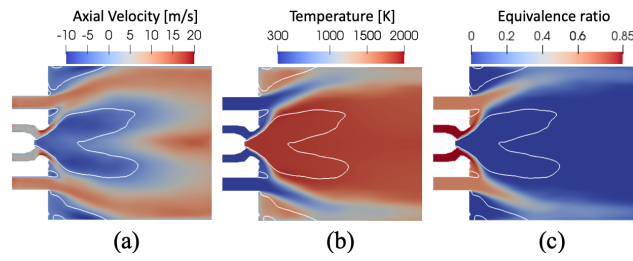 Axial Velocity [m/s]
-10 -5 0 5 10 15 20
Temperature [K]
300 1000 1200 2000
Equivalence ratio
0 0.2 0.4 0.6 0.85
(a)
(b)
(c)